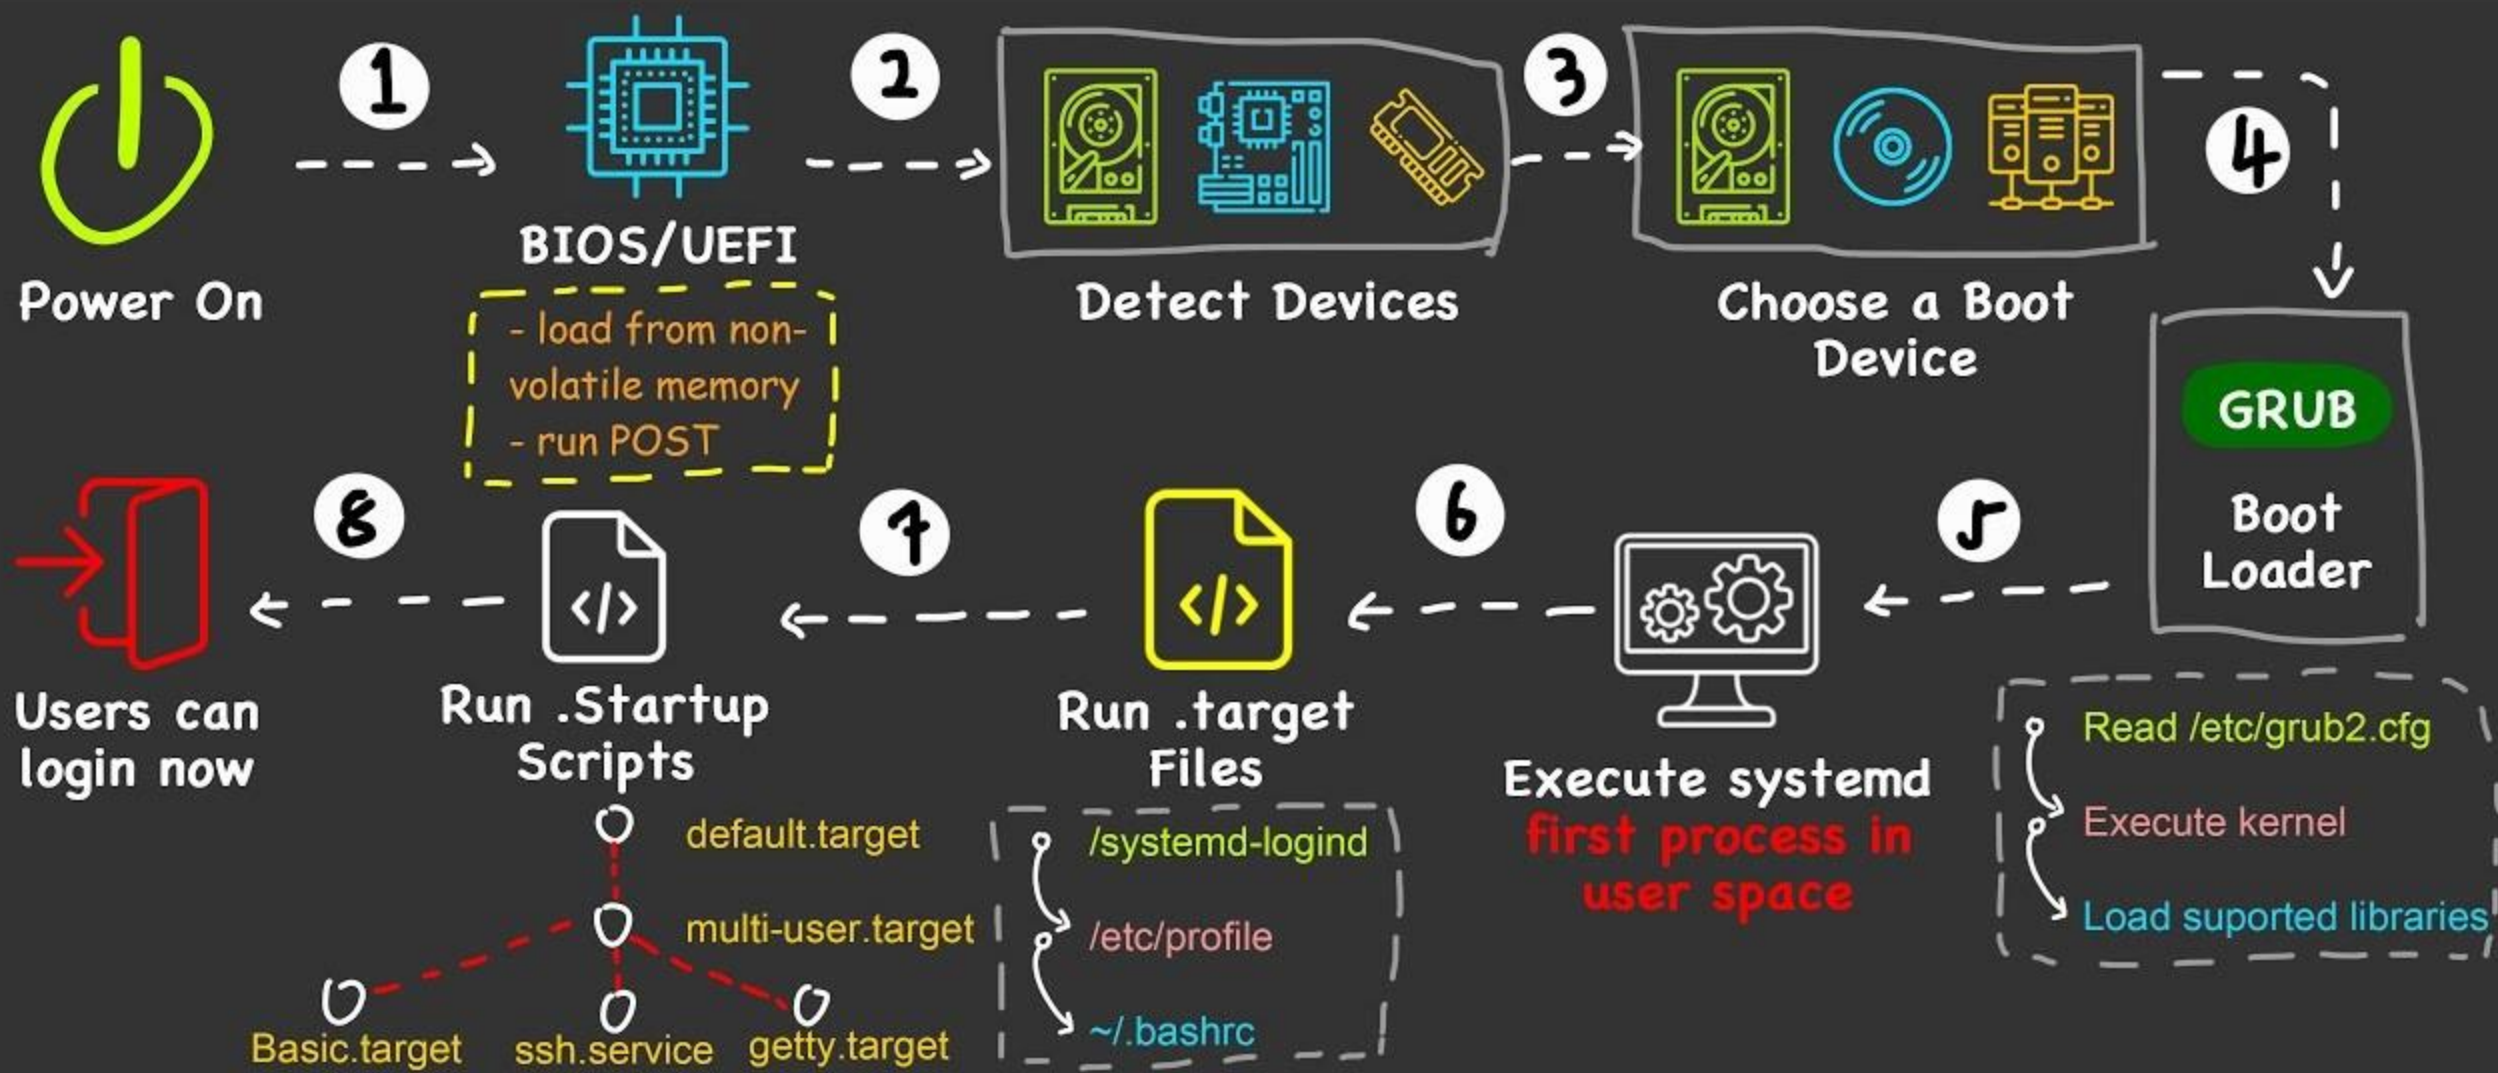 1
2
3
4
Power On
BIOS/UEFI
- load from non-
volatile memory
- run POST
Detect Devices
Choose a Boot
Device
GRUB
Boot
Loader
5
6
7
8
Read /etc/grub2.cfg
Execute kernel
Load suported libraries
Execute systemd
first process in
user space
Run .target
Files
/systemd-logind
/etc/profile
~/.bashrc
Run .Startup
Scripts
default.target
multi-user.target
Basic.target
ssh.service
getty.target
Users can
login now